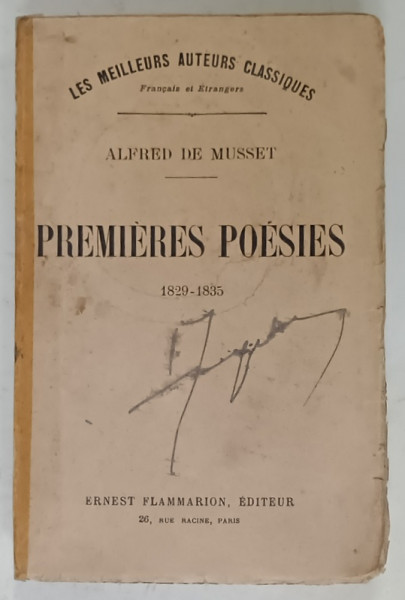 LES MEILLEURS AUTEURS CLASSIQUES
Français et Étrangers
ALFRED DE MUSSET
PREMIÈRES POÉSIES
1829-1835
ERNEST FLAMMARION, ÉDITEUR
26, RUE RACINE, PARIS